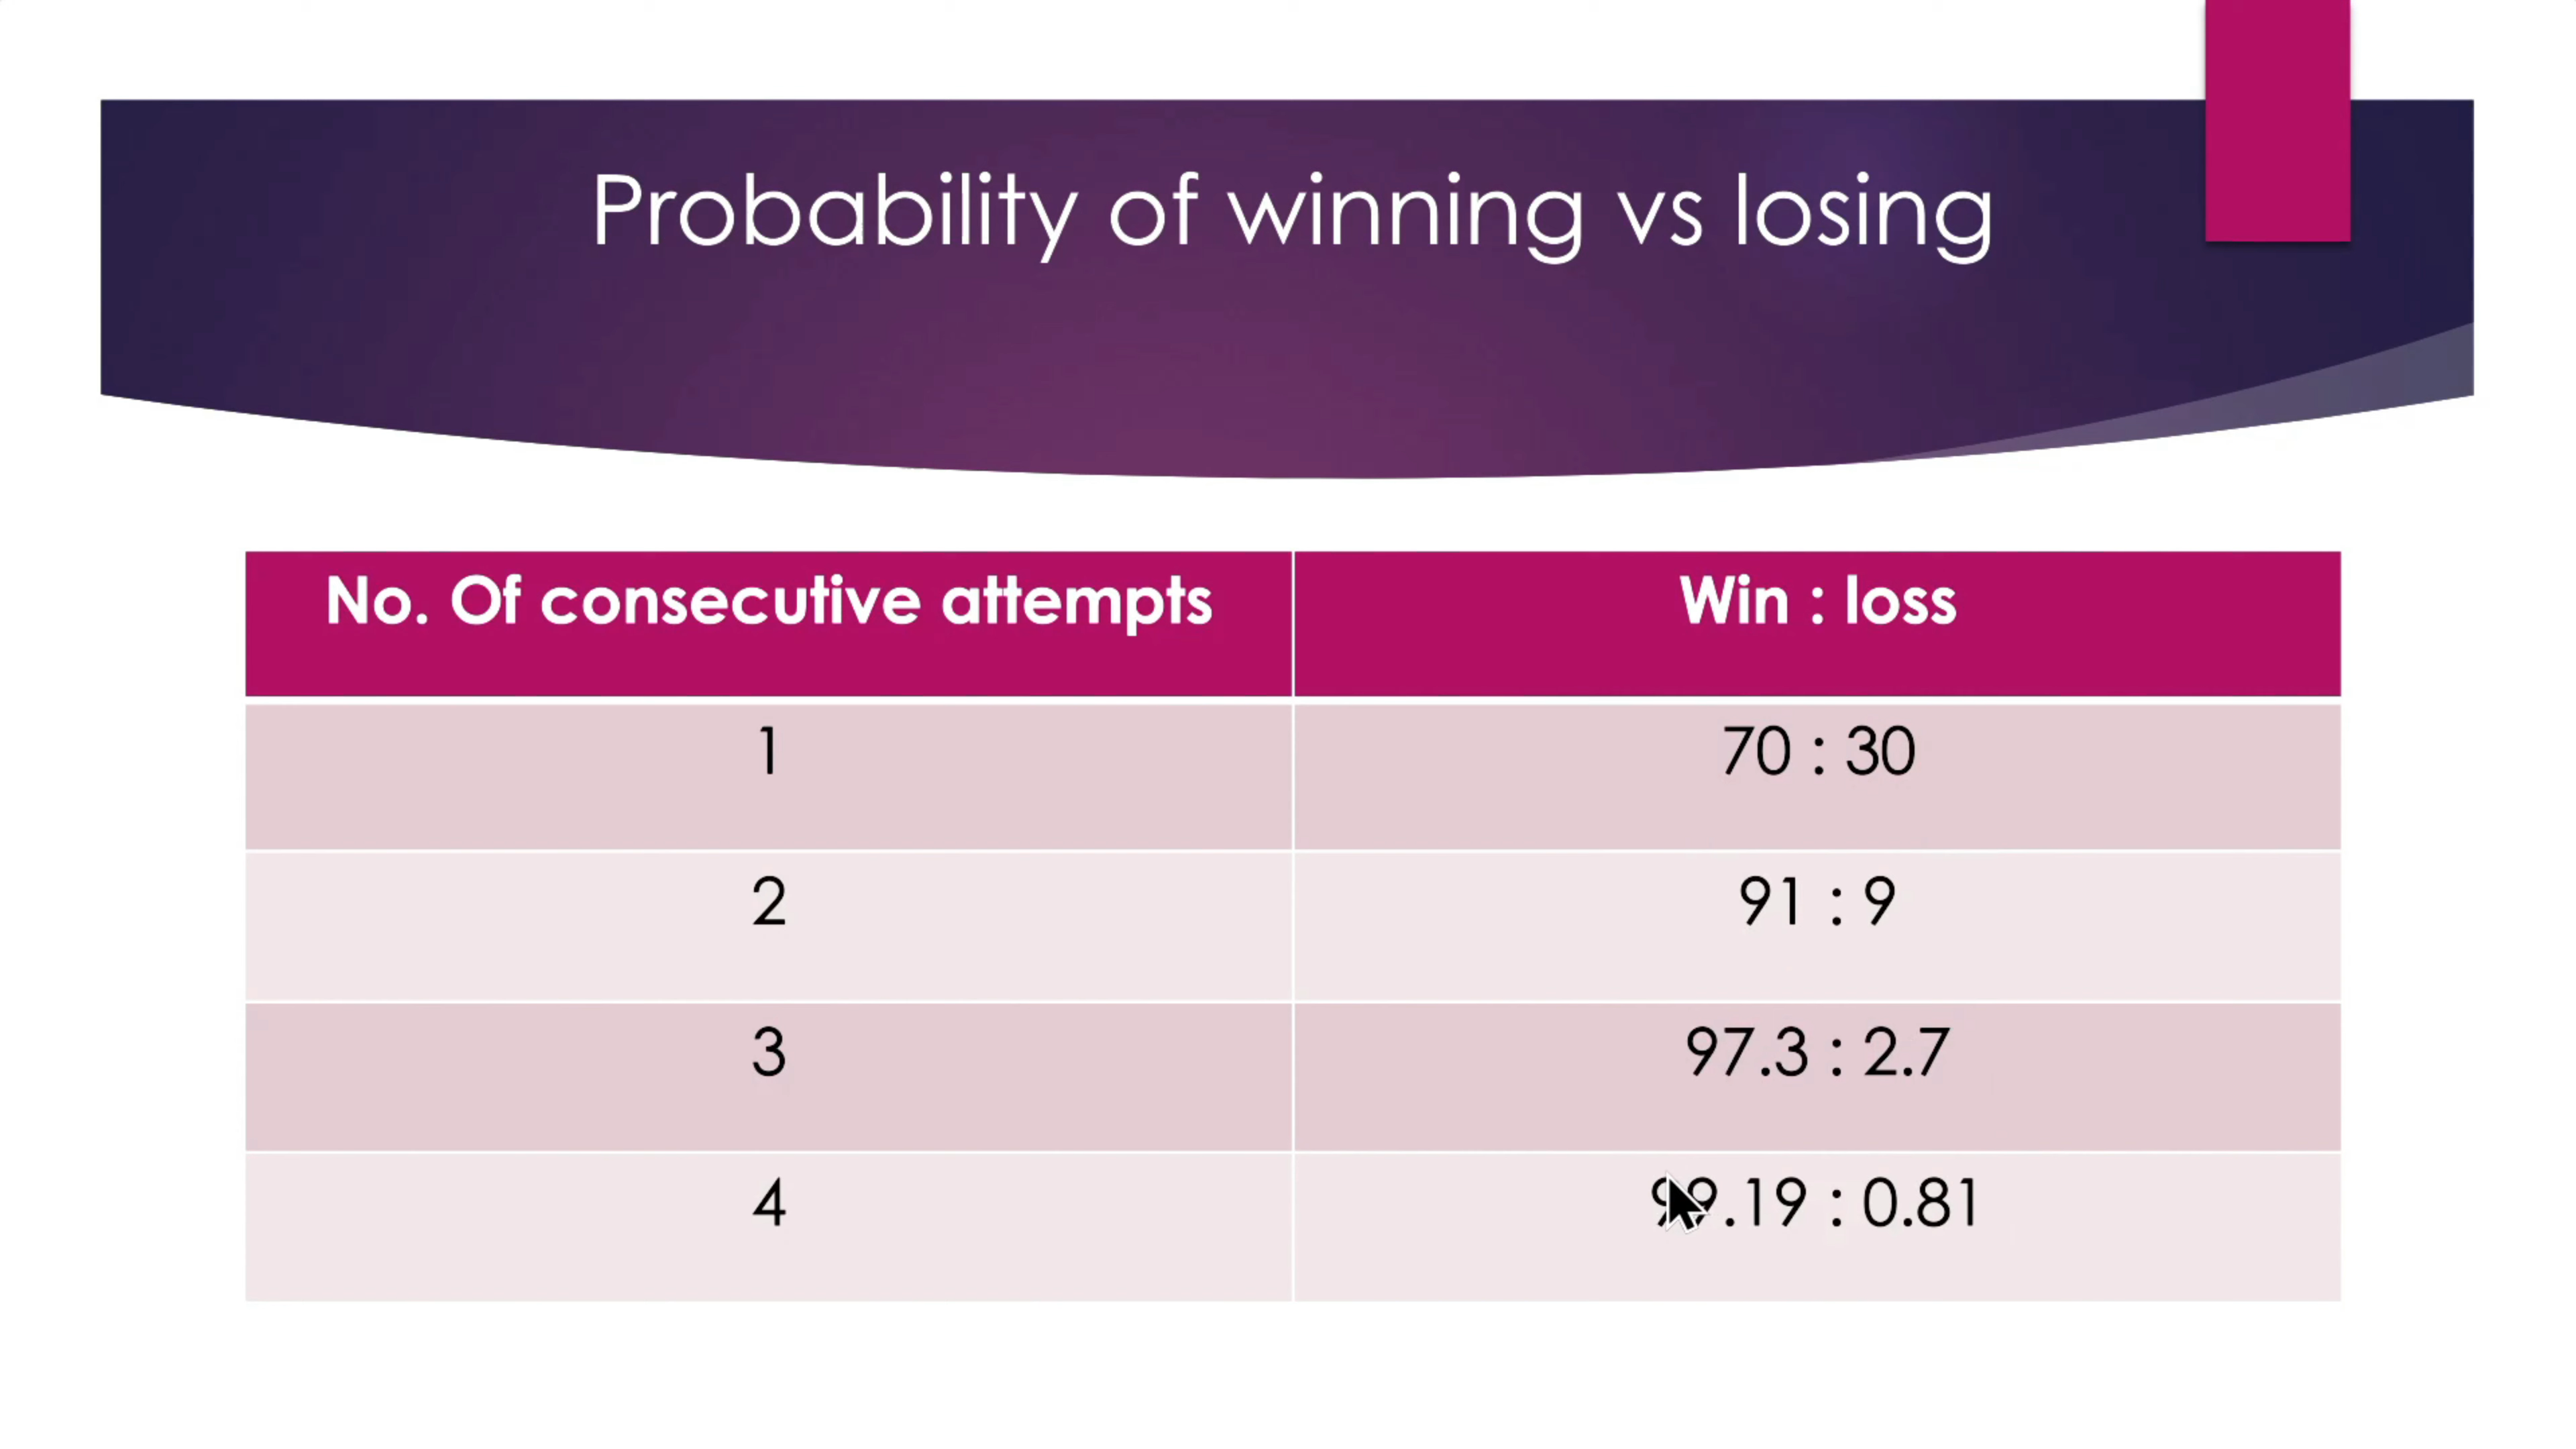 Probability of winning vs losing
No. Of consecutive attempts
Win : loss
1
70 : 30
2
91 : 9
3
97.3 : 2.7
4
99.19 : 0.81